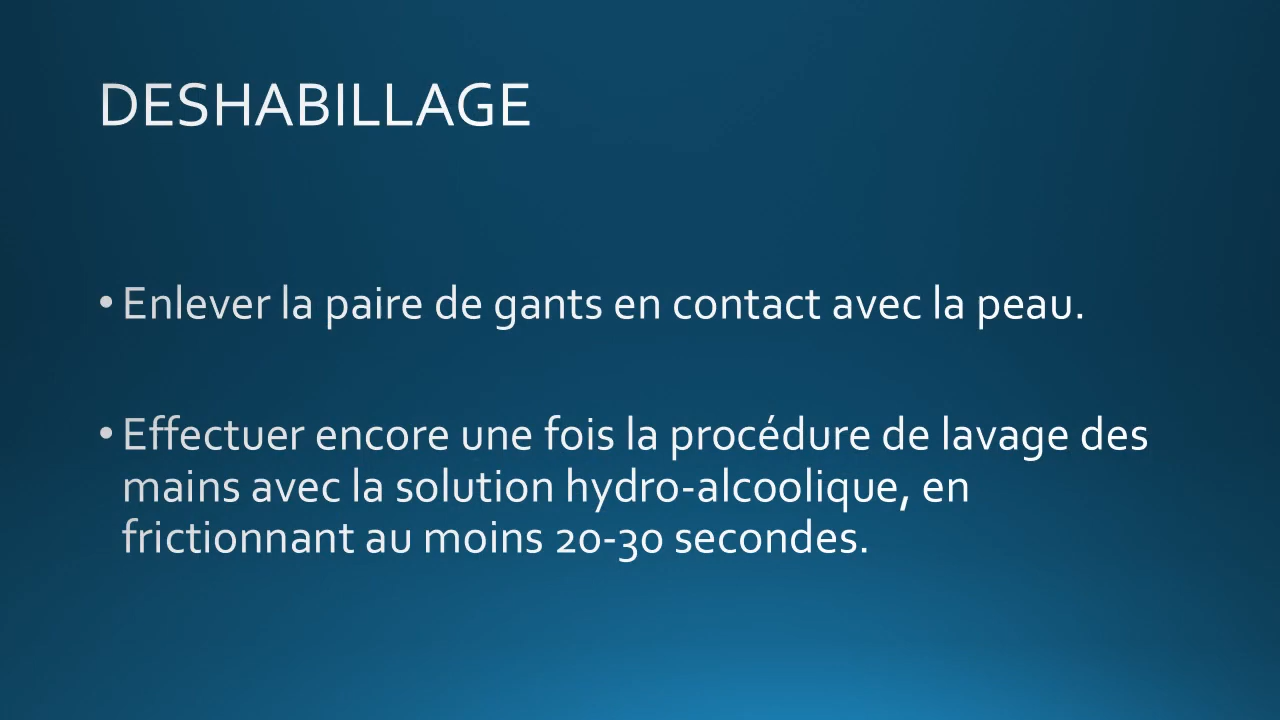 DESHABILLAGE
• Enlever la paire de gants en contact avec la peau.
• Effectuer encore une fois la procédure de lavage des
mains avec la solution hydro-alcoolique, en
frictionnant au moins 20-30 secondes.